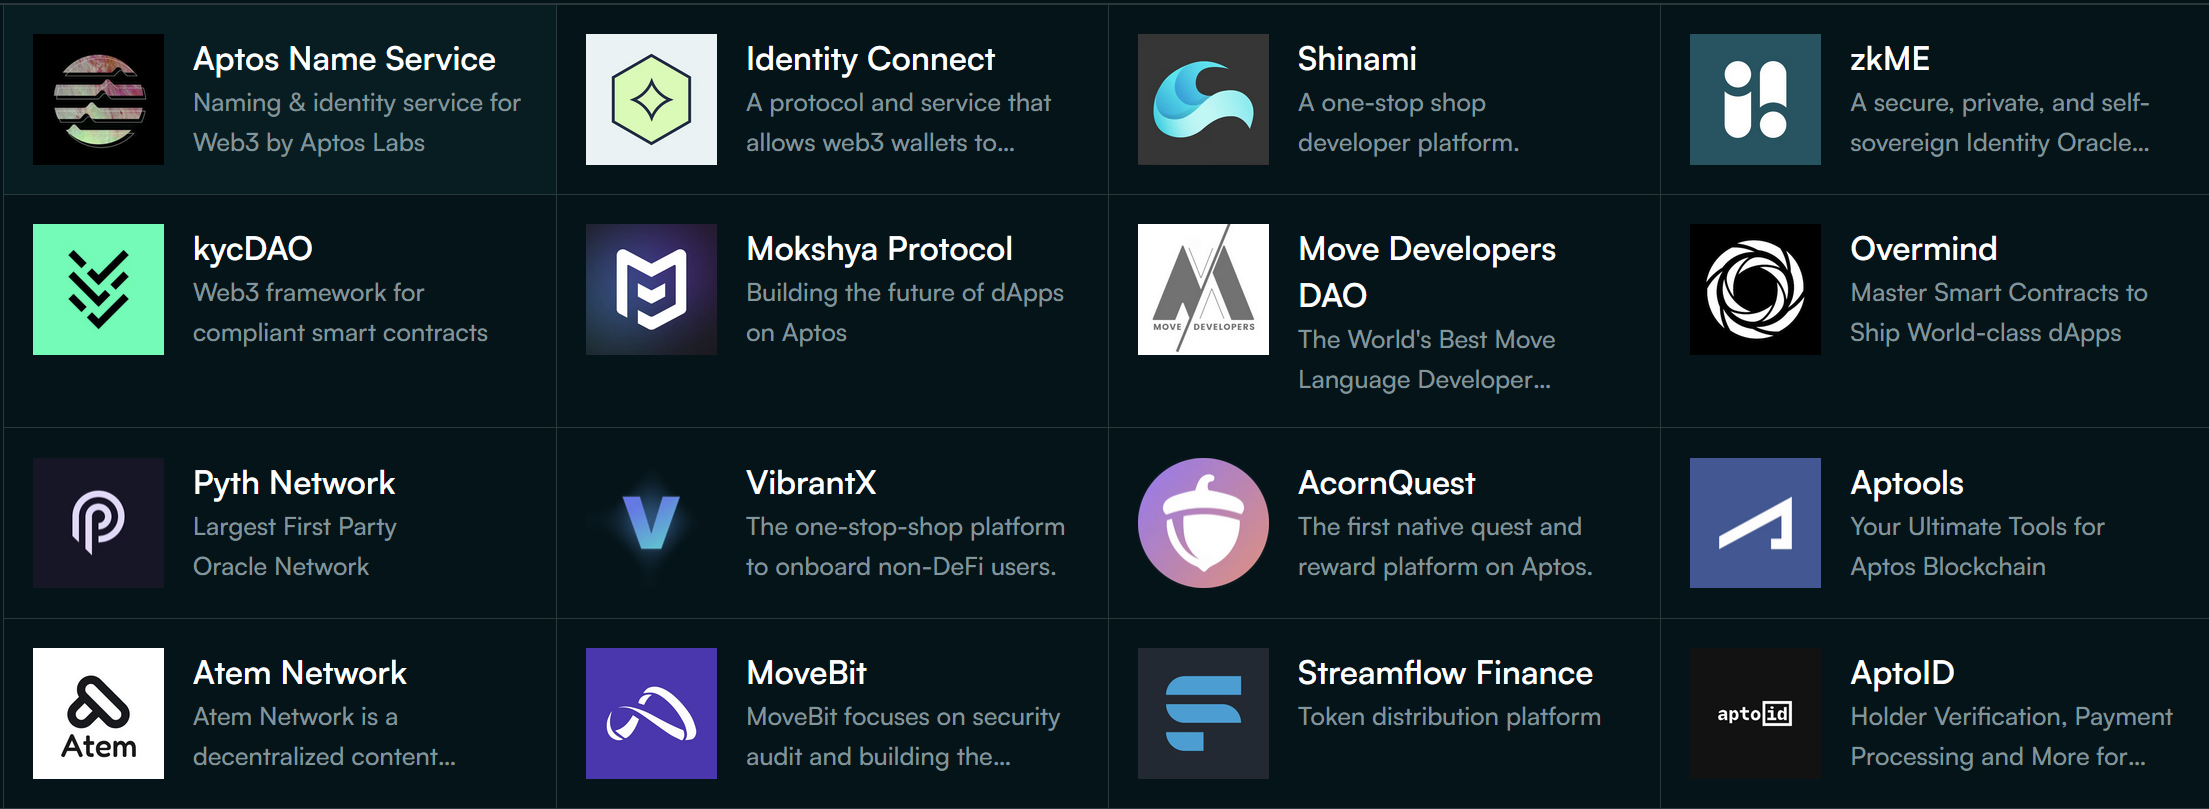 Aptos Name Service
Naming & identity service for
Web3 by Aptos Labs
Identity Connect
A protocol and service that
allows web3 wallets to...
Shinami
A one-stop shop
developer platform.
zkME
A secure, private, and self-
sovereign Identity Oracle...
kycDAO
Web3 framework for
compliant smart contracts
Mokshya Protocol
Building the future of dApps
on Aptos
MOVE DEVELOPERS
Move Developers
DAO
The World's Best Move
Language Developer...
Overmind
Master Smart Contracts to
Ship World-class dApps
Pyth Network
Largest First Party
Oracle Network
V
VibrantX
The one-stop-shop platform
to onboard non-DeFi users.
AcornQuest
The first native quest and
reward platform on Aptos.
Aptools
Your Ultimate Tools for
Aptos Blockchain
Atem
Atem Network
Atem Network is a
decentralized content...
MoveBit
MoveBit focuses on security
audit and building the...
Streamflow Finance
Token distribution platform
aptoid
AptoID
Holder Verification, Payment
Processing and More for...